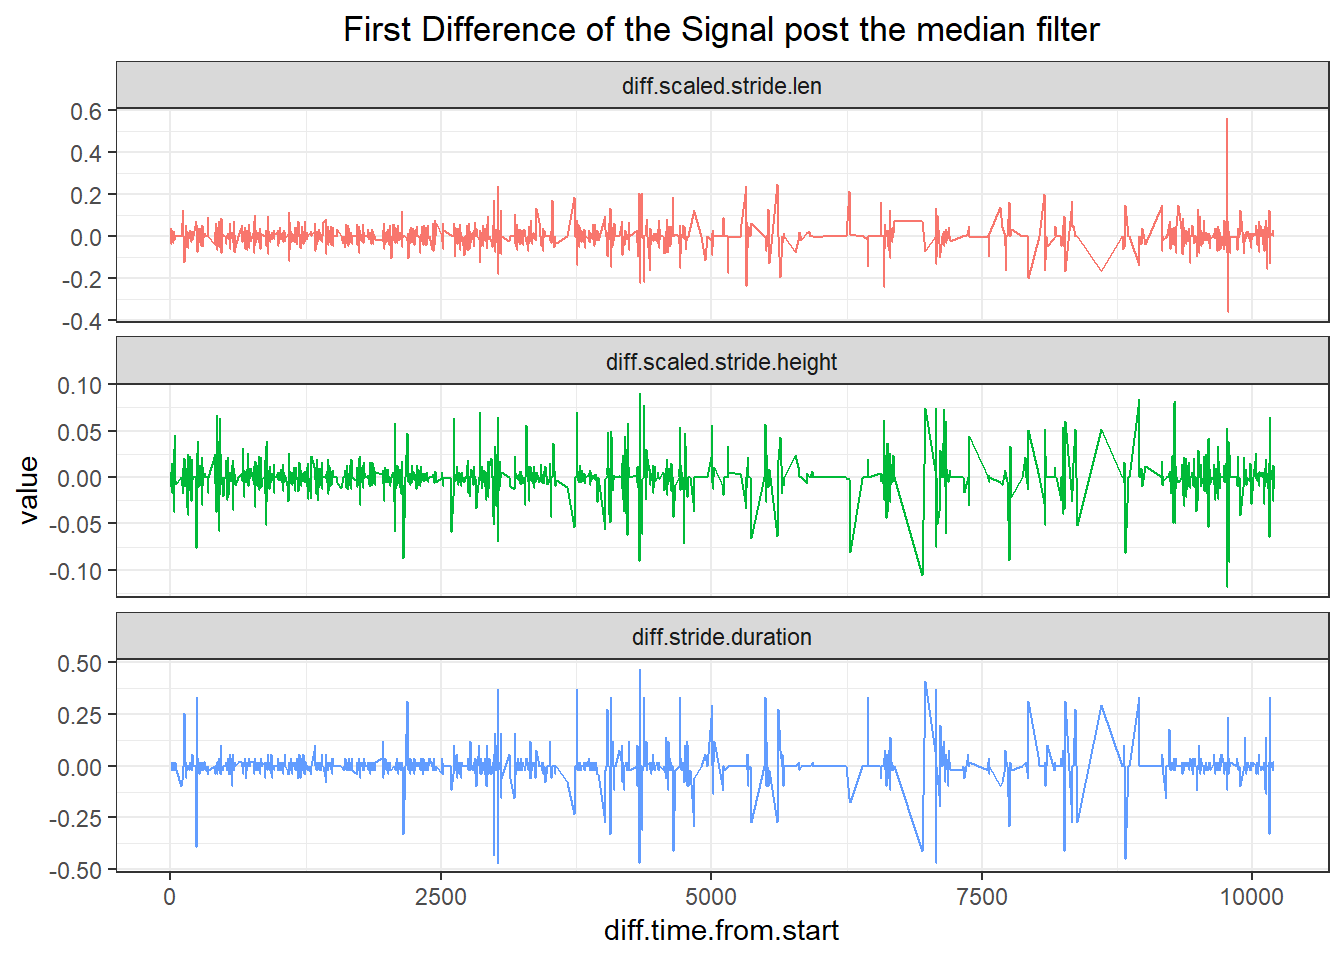 First Difference of the Signal post the median filter
diff.scaled.stride.len
0.6
0.4
0.2
0.0
-0.2
-0.4
diff.scaled.stride.height
0.10
0.05
0.00
-0.05
-0.10
value
diff.stride.duration
0.50
0.25
0.00
-0.25
-0.50
0 2500 5000 7500 10000
diff.time.from.start